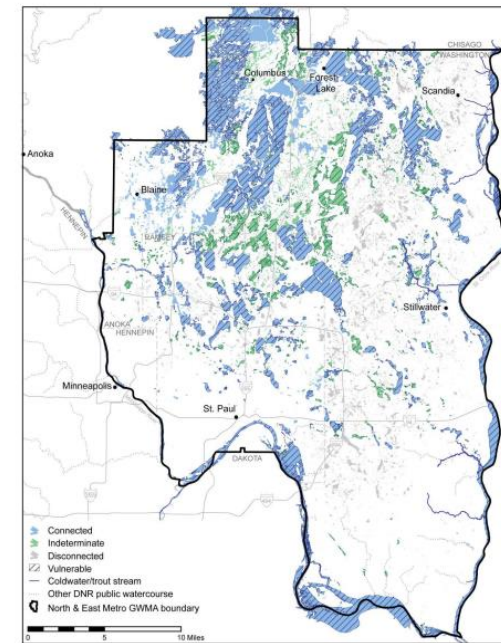 CHISAGO
WASHINGTON
Columbus
Forest
Lake
Scandia
Anoka
Blaine
HENNEPIN
RAMSEY
Stillwater
ANOKA
HENNEPIN
Minneapolis
St. Paul
DAKOTA
Connected
Indeterminate
Disconnected
Vulnerable
Coldwater/trout stream
Other DNR public watercourse
North & East Metro GWMA boundary
0 5 10 Miles